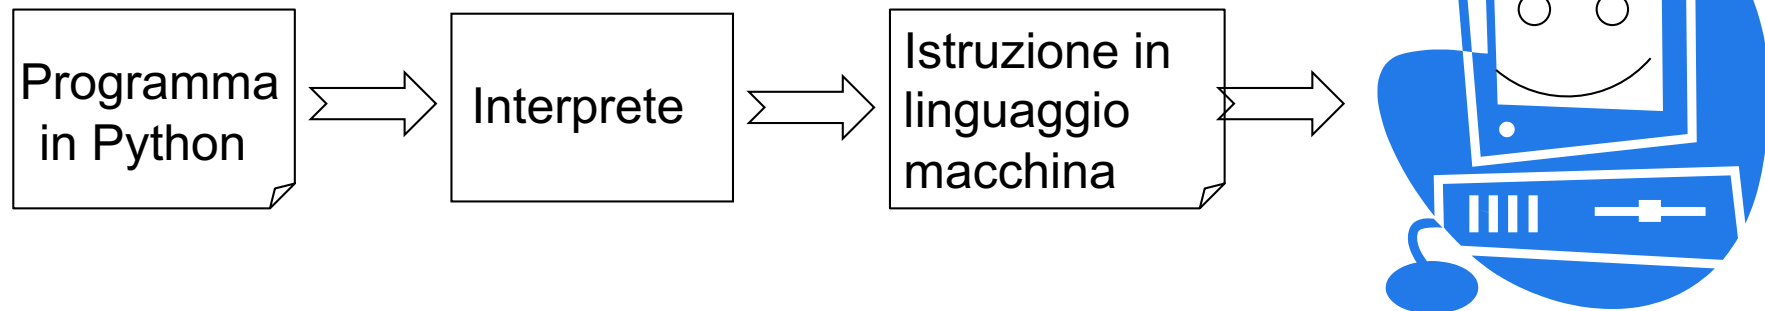 Programma
in Python
Interprete
Istruzione in
linguaggio
macchina